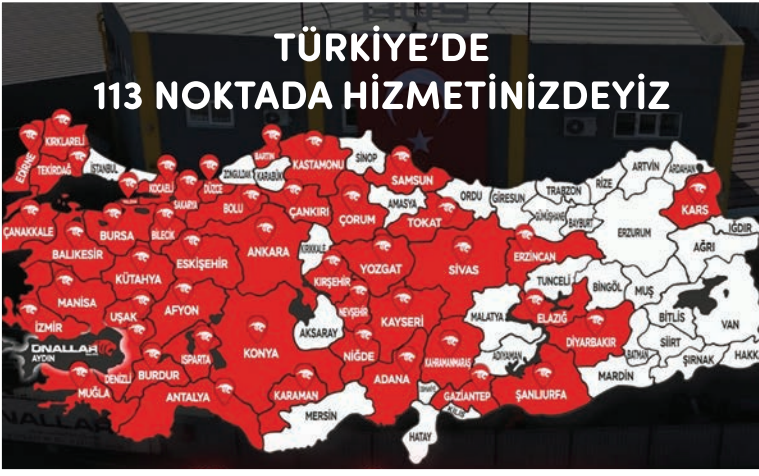 TÜRKİYE'DE
113 NOKTADA HİZMETİNİZDEYİZ
KIRKLARELİ
EDİRNE
TEKİRDAĞ
İSTANBUL
KOCAELİ
SAKARYA
DÜZCE
ZONGULDAK
BARTIN
KARABÜK
KASTAMONU
SİNOP
SAMSUN
ORDU
GİRESUN
TRABZON
RİZE
ARTVİN
ARDAHAN
KARS
IĞDIR
ÇANAKKALE
BALIKESİR
BURSA
BİLECİK
BOLU
ÇANKIRI
ÇORUM
AMASYA
TOKAT
GÜMÜŞHANE
BAYBURT
ERZURUM
AĞRI
KÜTAHYA
ESKİŞEHİR
ANKARA
KIRIKKALE
YOZGAT
SİVAS
ERZİNCAN
TUNCELİ
BİNGÖL
MUŞ
MANİSA
UŞAK
AFYON
KIRŞEHİR
NEVŞEHİR
KAYSERİ
MALATYA
ELAZIĞ
DİYARBAKIR
BİTLİS
VAN
İZMİR
ÖNALLAR
AYDIN
DENİZLİ
BURDUR
ISPARTA
KONYA
AKSARAY
NİĞDE
KAHRAMANMARAŞ
ADIYAMAN
BATMAN
SİİRT
ŞIRNAK
HAKK
MUĞLA
ANTALYA
KARAMAN
MERSİN
ADANA
GAZİANTEP
KİLİS
ŞANLIURFA
MARDİN
HATAY